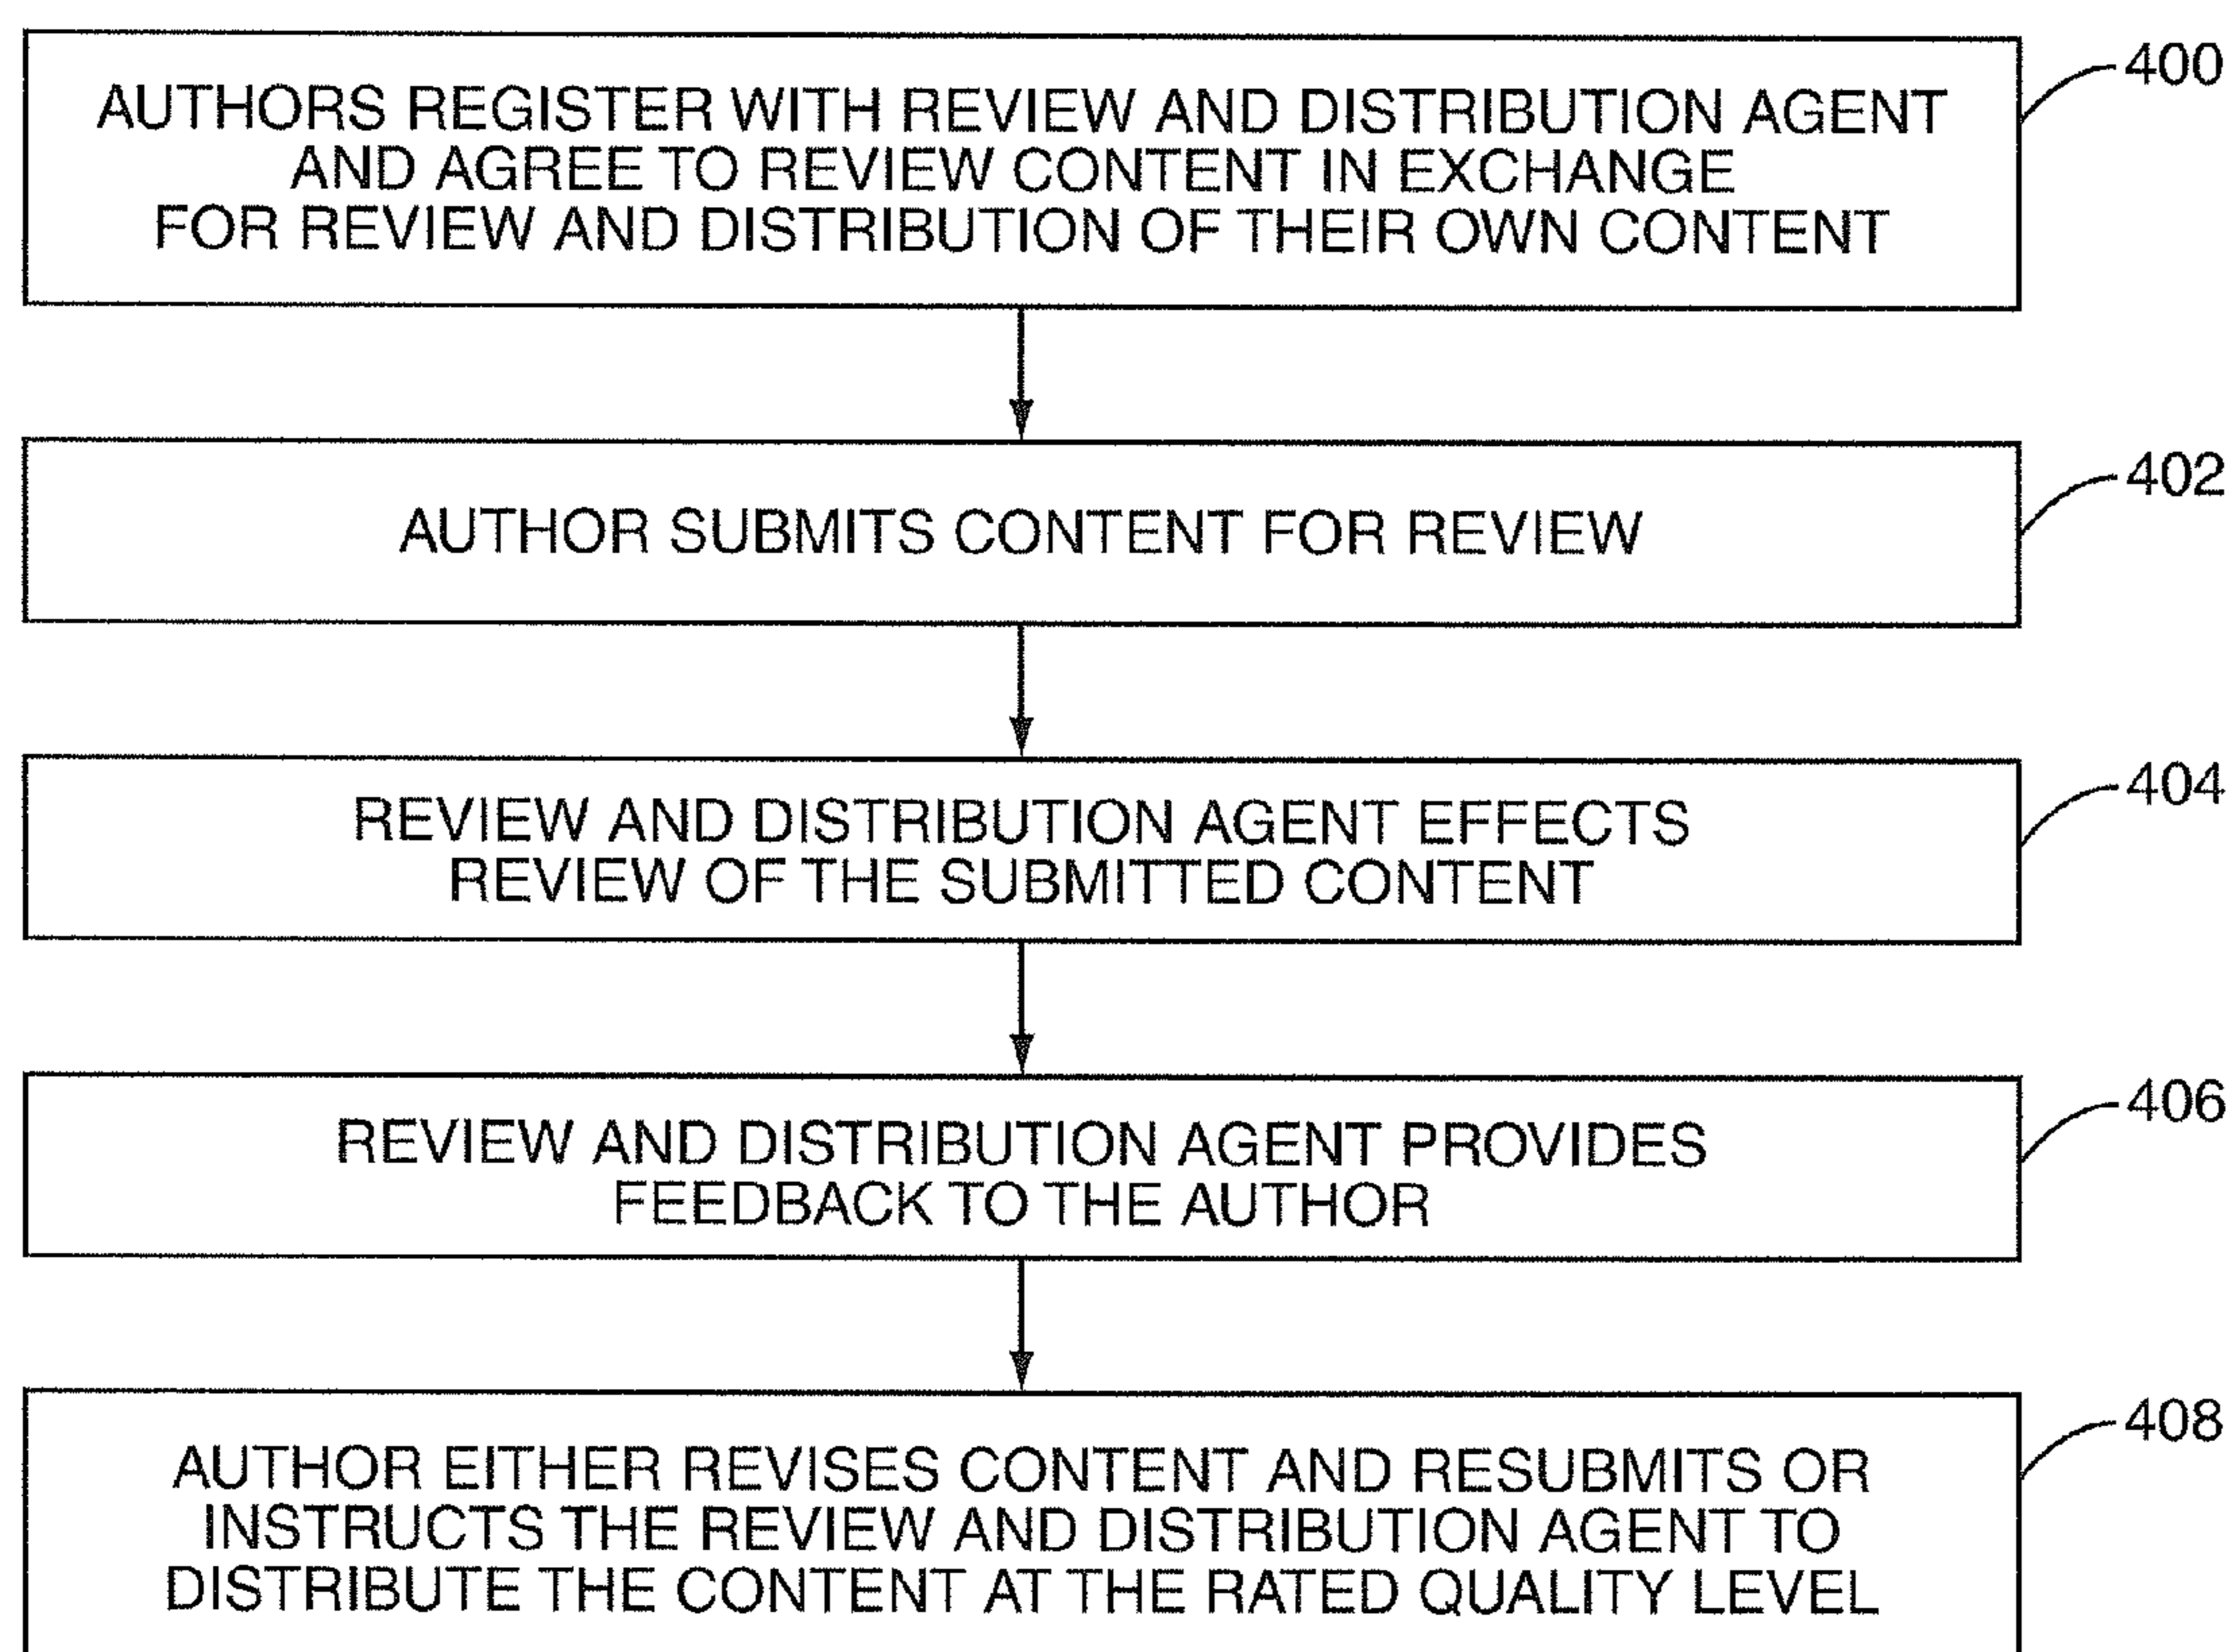 AUTHORS REGISTER WITH REVIEW AND DISTRIBUTION AGENT
AND AGREE TO REVIEW CONTENT IN EXCHANGE
FOR REVIEW AND DISTRIBUTION OF THEIR OWN CONTENT
400
AUTHOR SUBMITS CONTENT FOR REVIEW
402
REVIEW AND DISTRIBUTION AGENT EFFECTS
REVIEW OF THE SUBMITTED CONTENT
404
REVIEW AND DISTRIBUTION AGENT PROVIDES
FEEDBACK TO THE AUTHOR
406
AUTHOR EITHER REVISES CONTENT AND RESUBMITS OR
INSTRUCTS THE REVIEW AND DISTRIBUTION AGENT TO
DISTRIBUTE THE CONTENT AT THE RATED QUALITY LEVEL
408